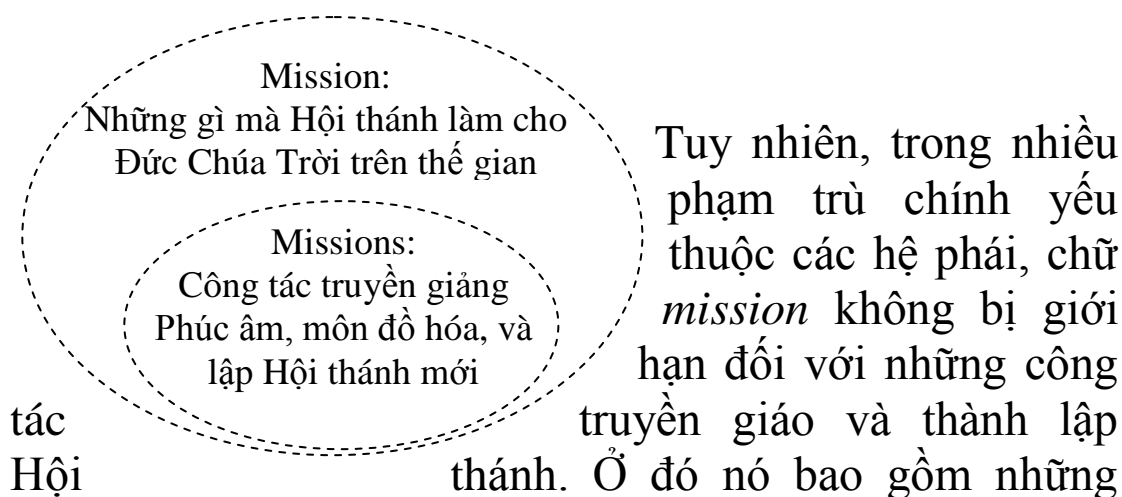 Mission:
Những gì mà Hội thánh làm cho
Đức Chúa Trời trên thế gian
Missions:
Công tác truyền giảng
Phúc âm, môn đồ hóa, và
lập Hội thánh mới
Tuy nhiên, trong nhiều
phạm trù chính yếu
thuộc các hệ phái, chữ
mission không bị giới
hạn đối với những công
tác truyền giáo và thành lập
Hội thánh. Ở đó nó bao gồm những